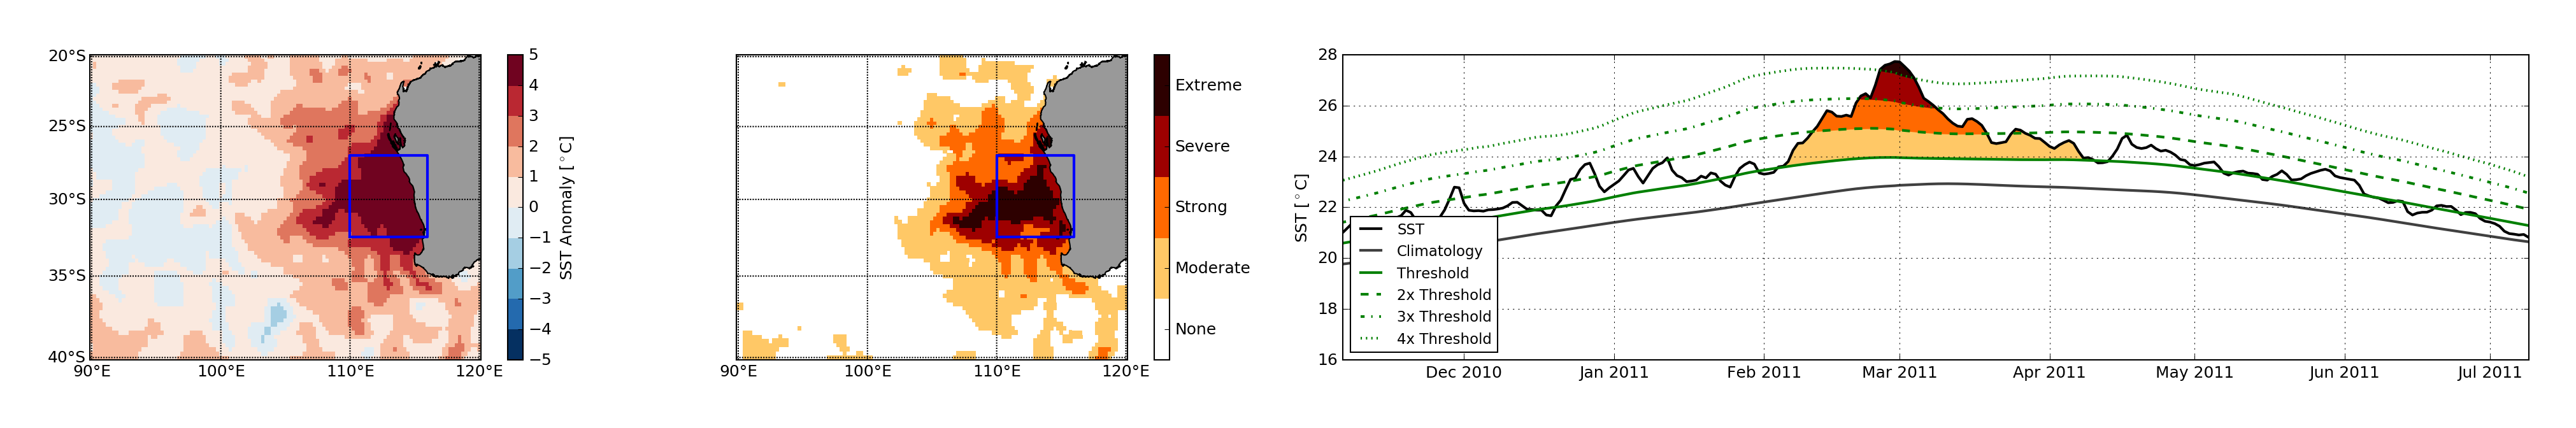 20°S
25°S
30°S
35°S
40°S
90°E
100°E
110°E
120°E
5
4
3
2
1
0
−1
−2
−3
−4
−5
SST Anomaly [°C]
90°E
100°E
110°E
120°E
Extreme
Severe
Strong
Moderate
None
SST [°C]
28
26
24
22
20
18
16
SST
Climatology
Threshold
2x Threshold
3x Threshold
4x Threshold
Dec 2010
Jan 2011
Feb 2011
Mar 2011
Apr 2011
May 2011
Jun 2011
Jul 2011